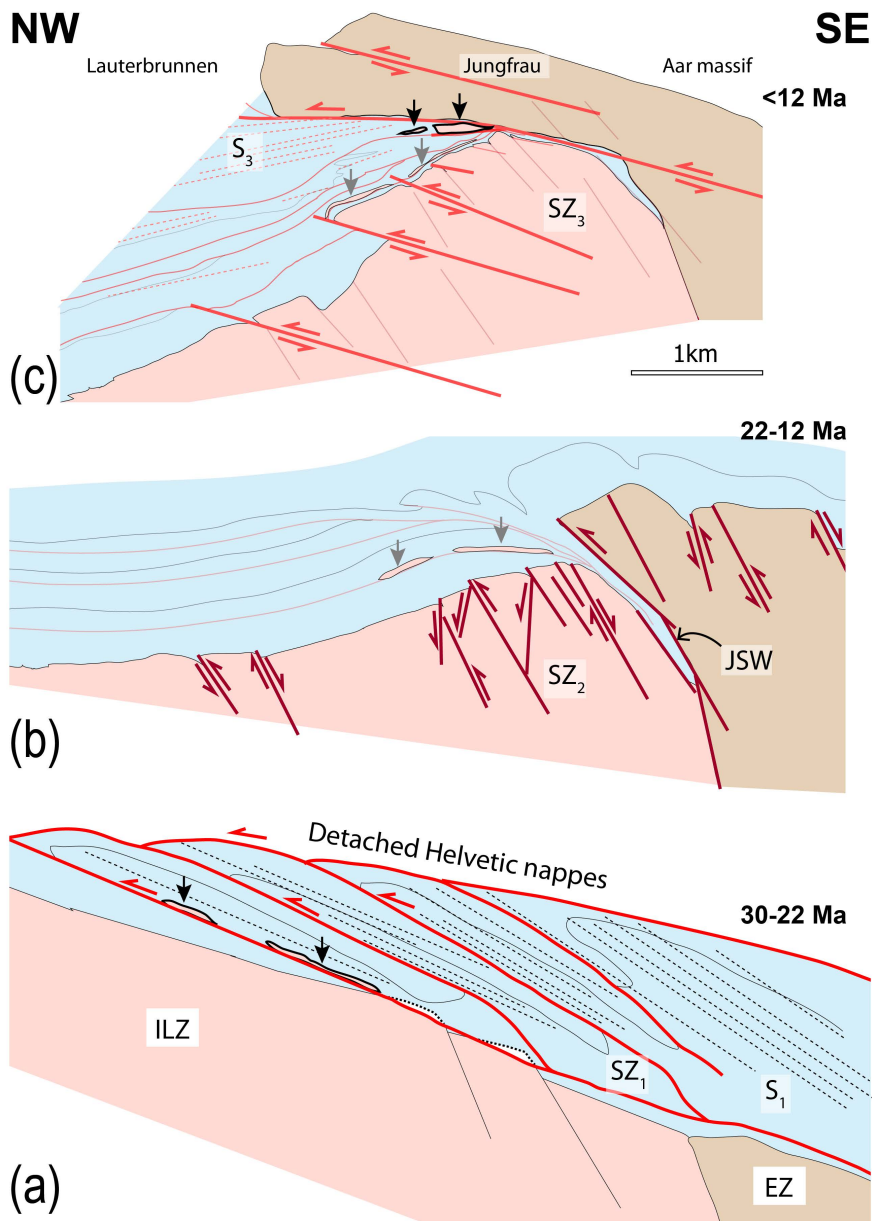 NW
SE
Lauterbrunnen
Jungfrau
Aar massif
<12 Ma
S3
SZ3
(c)
1km
22-12 Ma
JSW
SZ2
(b)
Detached Helvetic nappes
30-22 Ma
ILZ
SZ1
S1
(a)
EZ